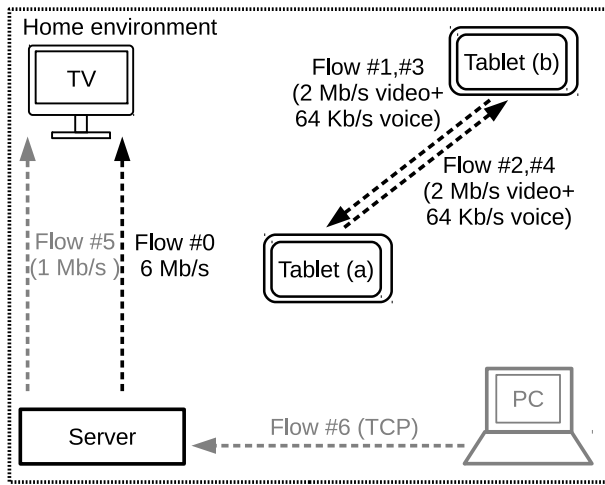 Home environment
TV
Flow #1,#3
(2 Mb/s video+
64 Kb/s voice)
Tablet (b)
Flow #2,#4
(2 Mb/s video+
64 Kb/s voice)
Flow #5
(1 Mb/s )
Flow #0
6 Mb/s
Tablet (a)
Server
Flow #6 (TCP)
PC